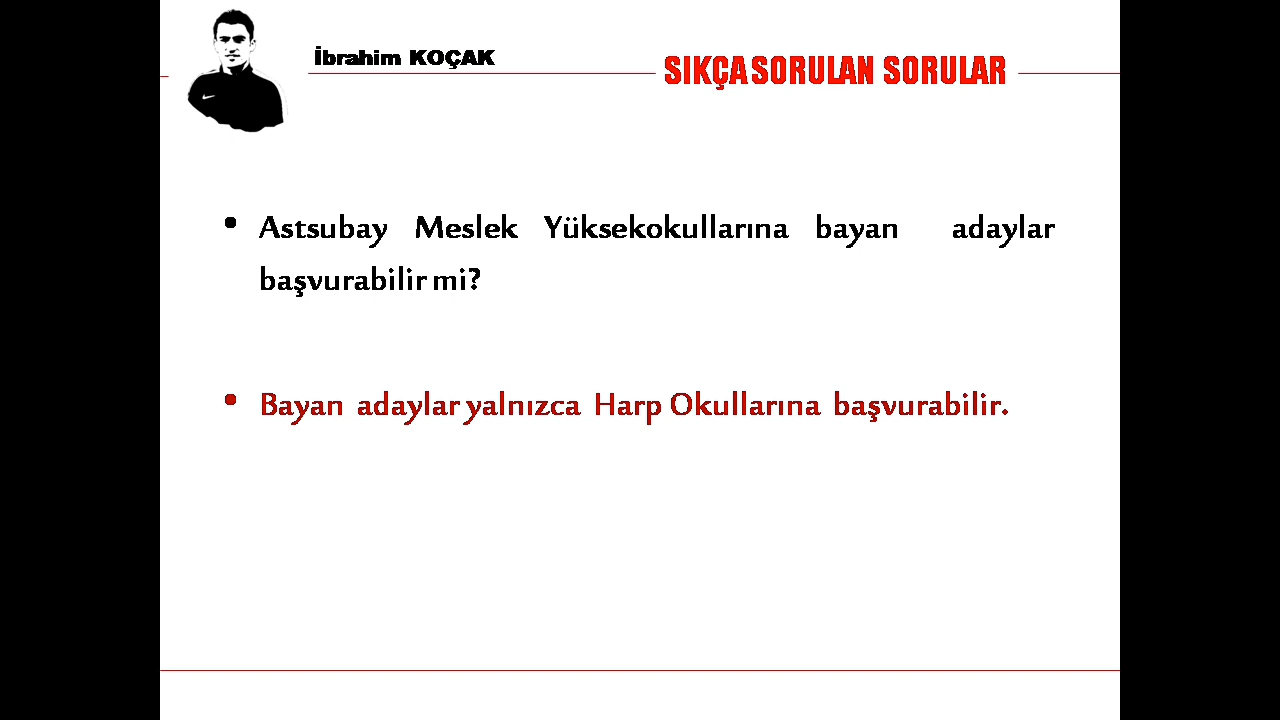 İbrahim KOÇAK
SIKÇA SORULAN SORULAR
• Astsubay Meslek Yüksekokullarına bayan adaylar
başvurabilir mi?
• Bayan adaylar yalnızca Harp Okullarına başvurabilir.